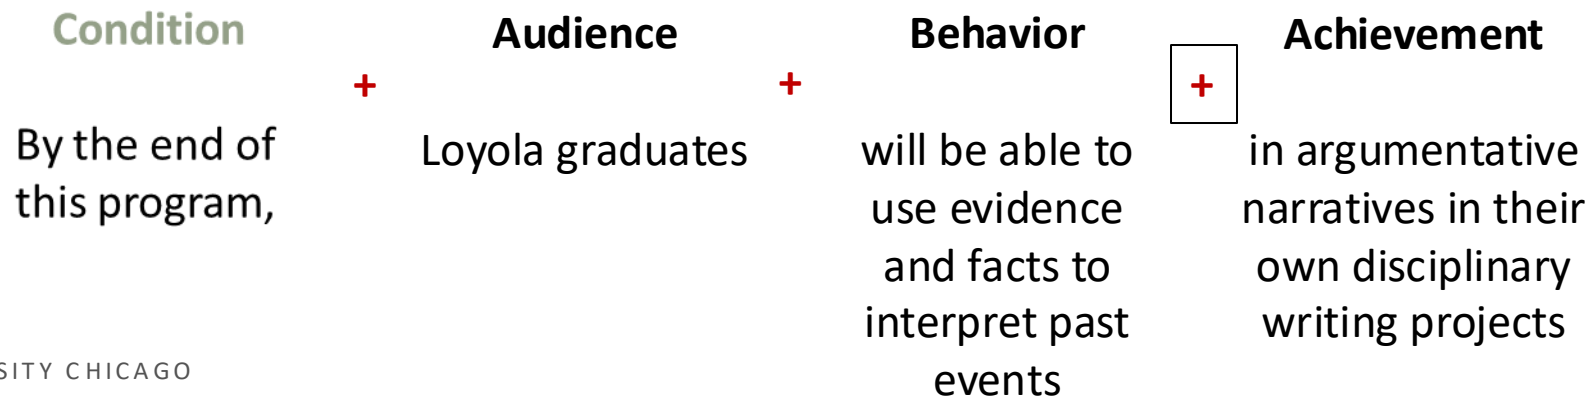 Condition
Audience
Behavior
Achievement
+
+
+
By the end of
this program,
Loyola graduates
will be able to
use evidence
and facts to
interpret past
events
in argumentative
narratives in their
own disciplinary
writing projects
SITY CHICAGO